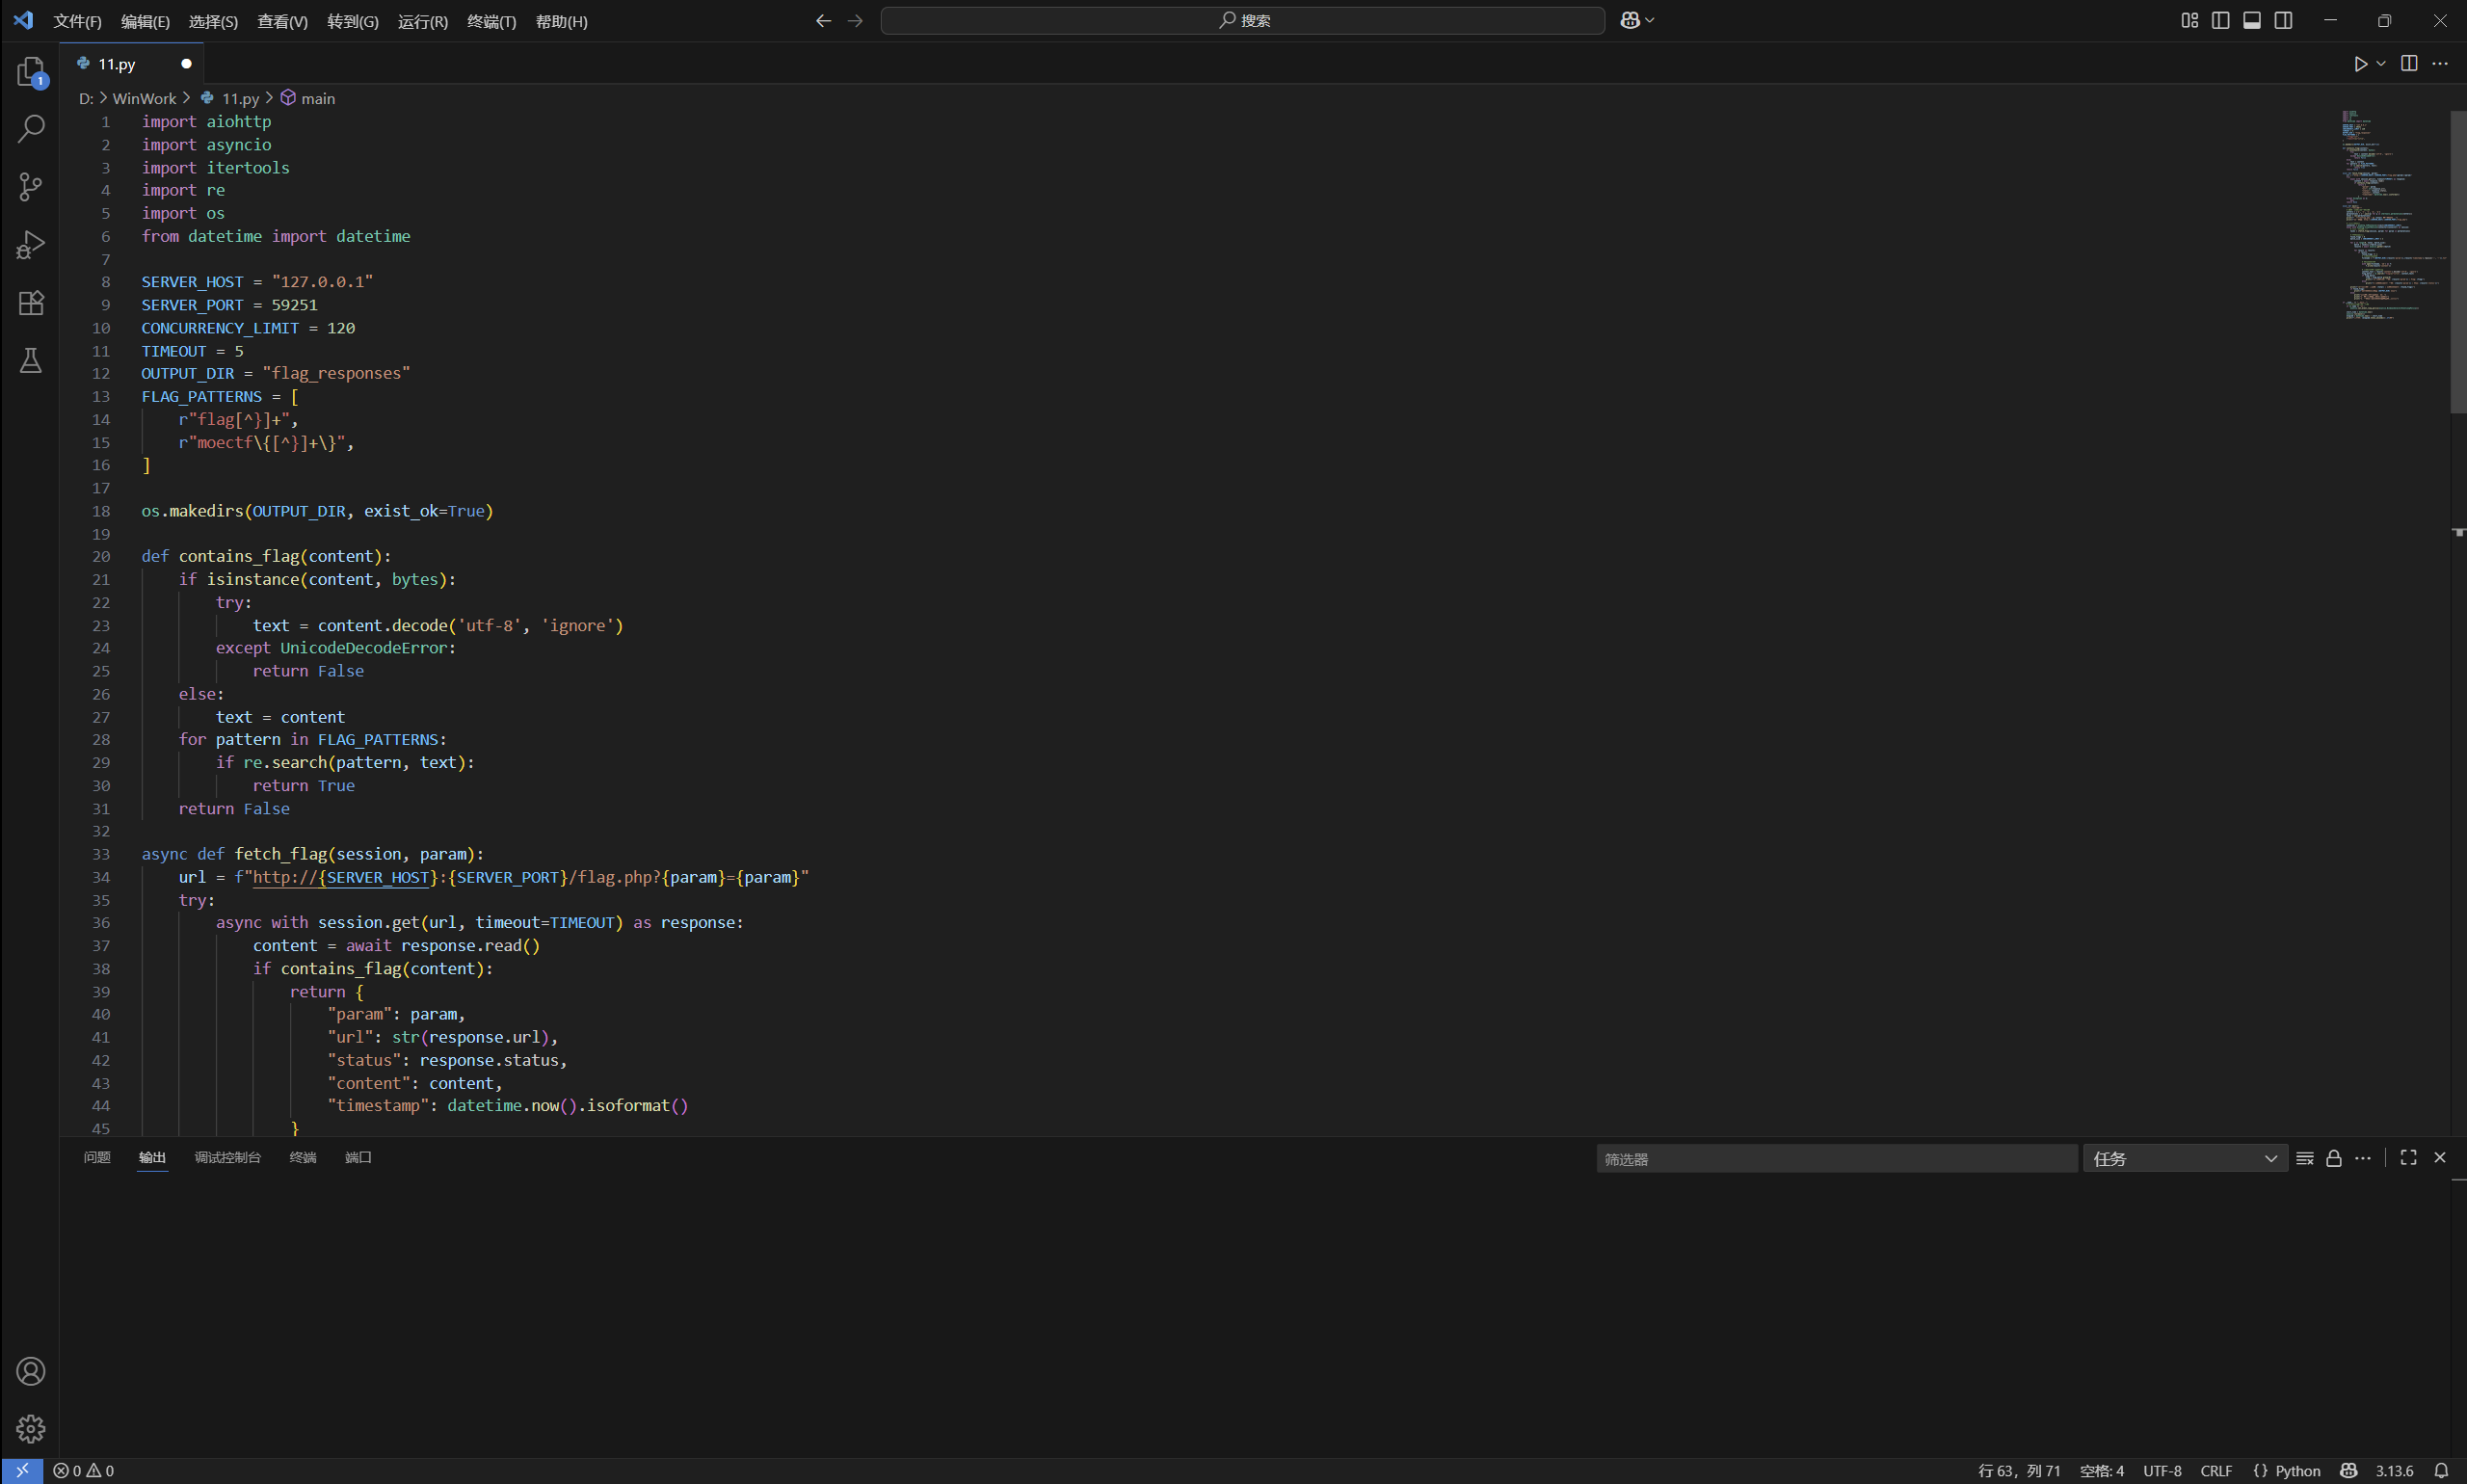 文件(F) 编辑(E) 选择(S) 查看(V) 转到(G) 运行(R) 终端(T) 帮助(H) 搜索
11.py
1
D: > WinWork > 11.py > main
1 import aiohttp
2 import asyncio
3 import itertools
4 import re
5 import os
6 from datetime import datetime
7
8 SERVER_HOST = "127.0.0.1"
9 SERVER_PORT = 59251
10 CONCURRENCY_LIMIT = 120
11 TIMEOUT = 5
12 OUTPUT_DIR = "flag_responses"
13 FLAG_PATTERNS = [
14     r"flag[^}]+",
15     r"moectf\{[^}]+\}",
16 ]
17
18 os.makedirs(OUTPUT_DIR, exist_ok=True)
19
20 def contains_flag(content):
21     if isinstance(content, bytes):
22         try:
23             text = content.decode('utf-8', 'ignore')
24         except UnicodeDecodeError:
25             return False
26     else:
27         text = content
28     for pattern in FLAG_PATTERNS:
29         if re.search(pattern, text):
30             return True
31     return False
32
33 async def fetch_flag(session, param):
34     url = f"http://{SERVER_HOST}:{SERVER_PORT}/flag.php?{param}={param}"
35     try:
36         async with session.get(url, timeout=TIMEOUT) as response:
37             content = await response.read()
38             if contains_flag(content):
39                 return {
40                     "param": param,
41                     "url": str(response.url),
42                     "status": response.status,
43                     "content": content,
44                     "timestamp": datetime.now().isoformat()
45                 }
问题 输出 调试控制台 终端 端口 筛选器 任务
0 0 行 63，列 71 空格: 4 UTF-8 CRLF {} Python 3.13.6